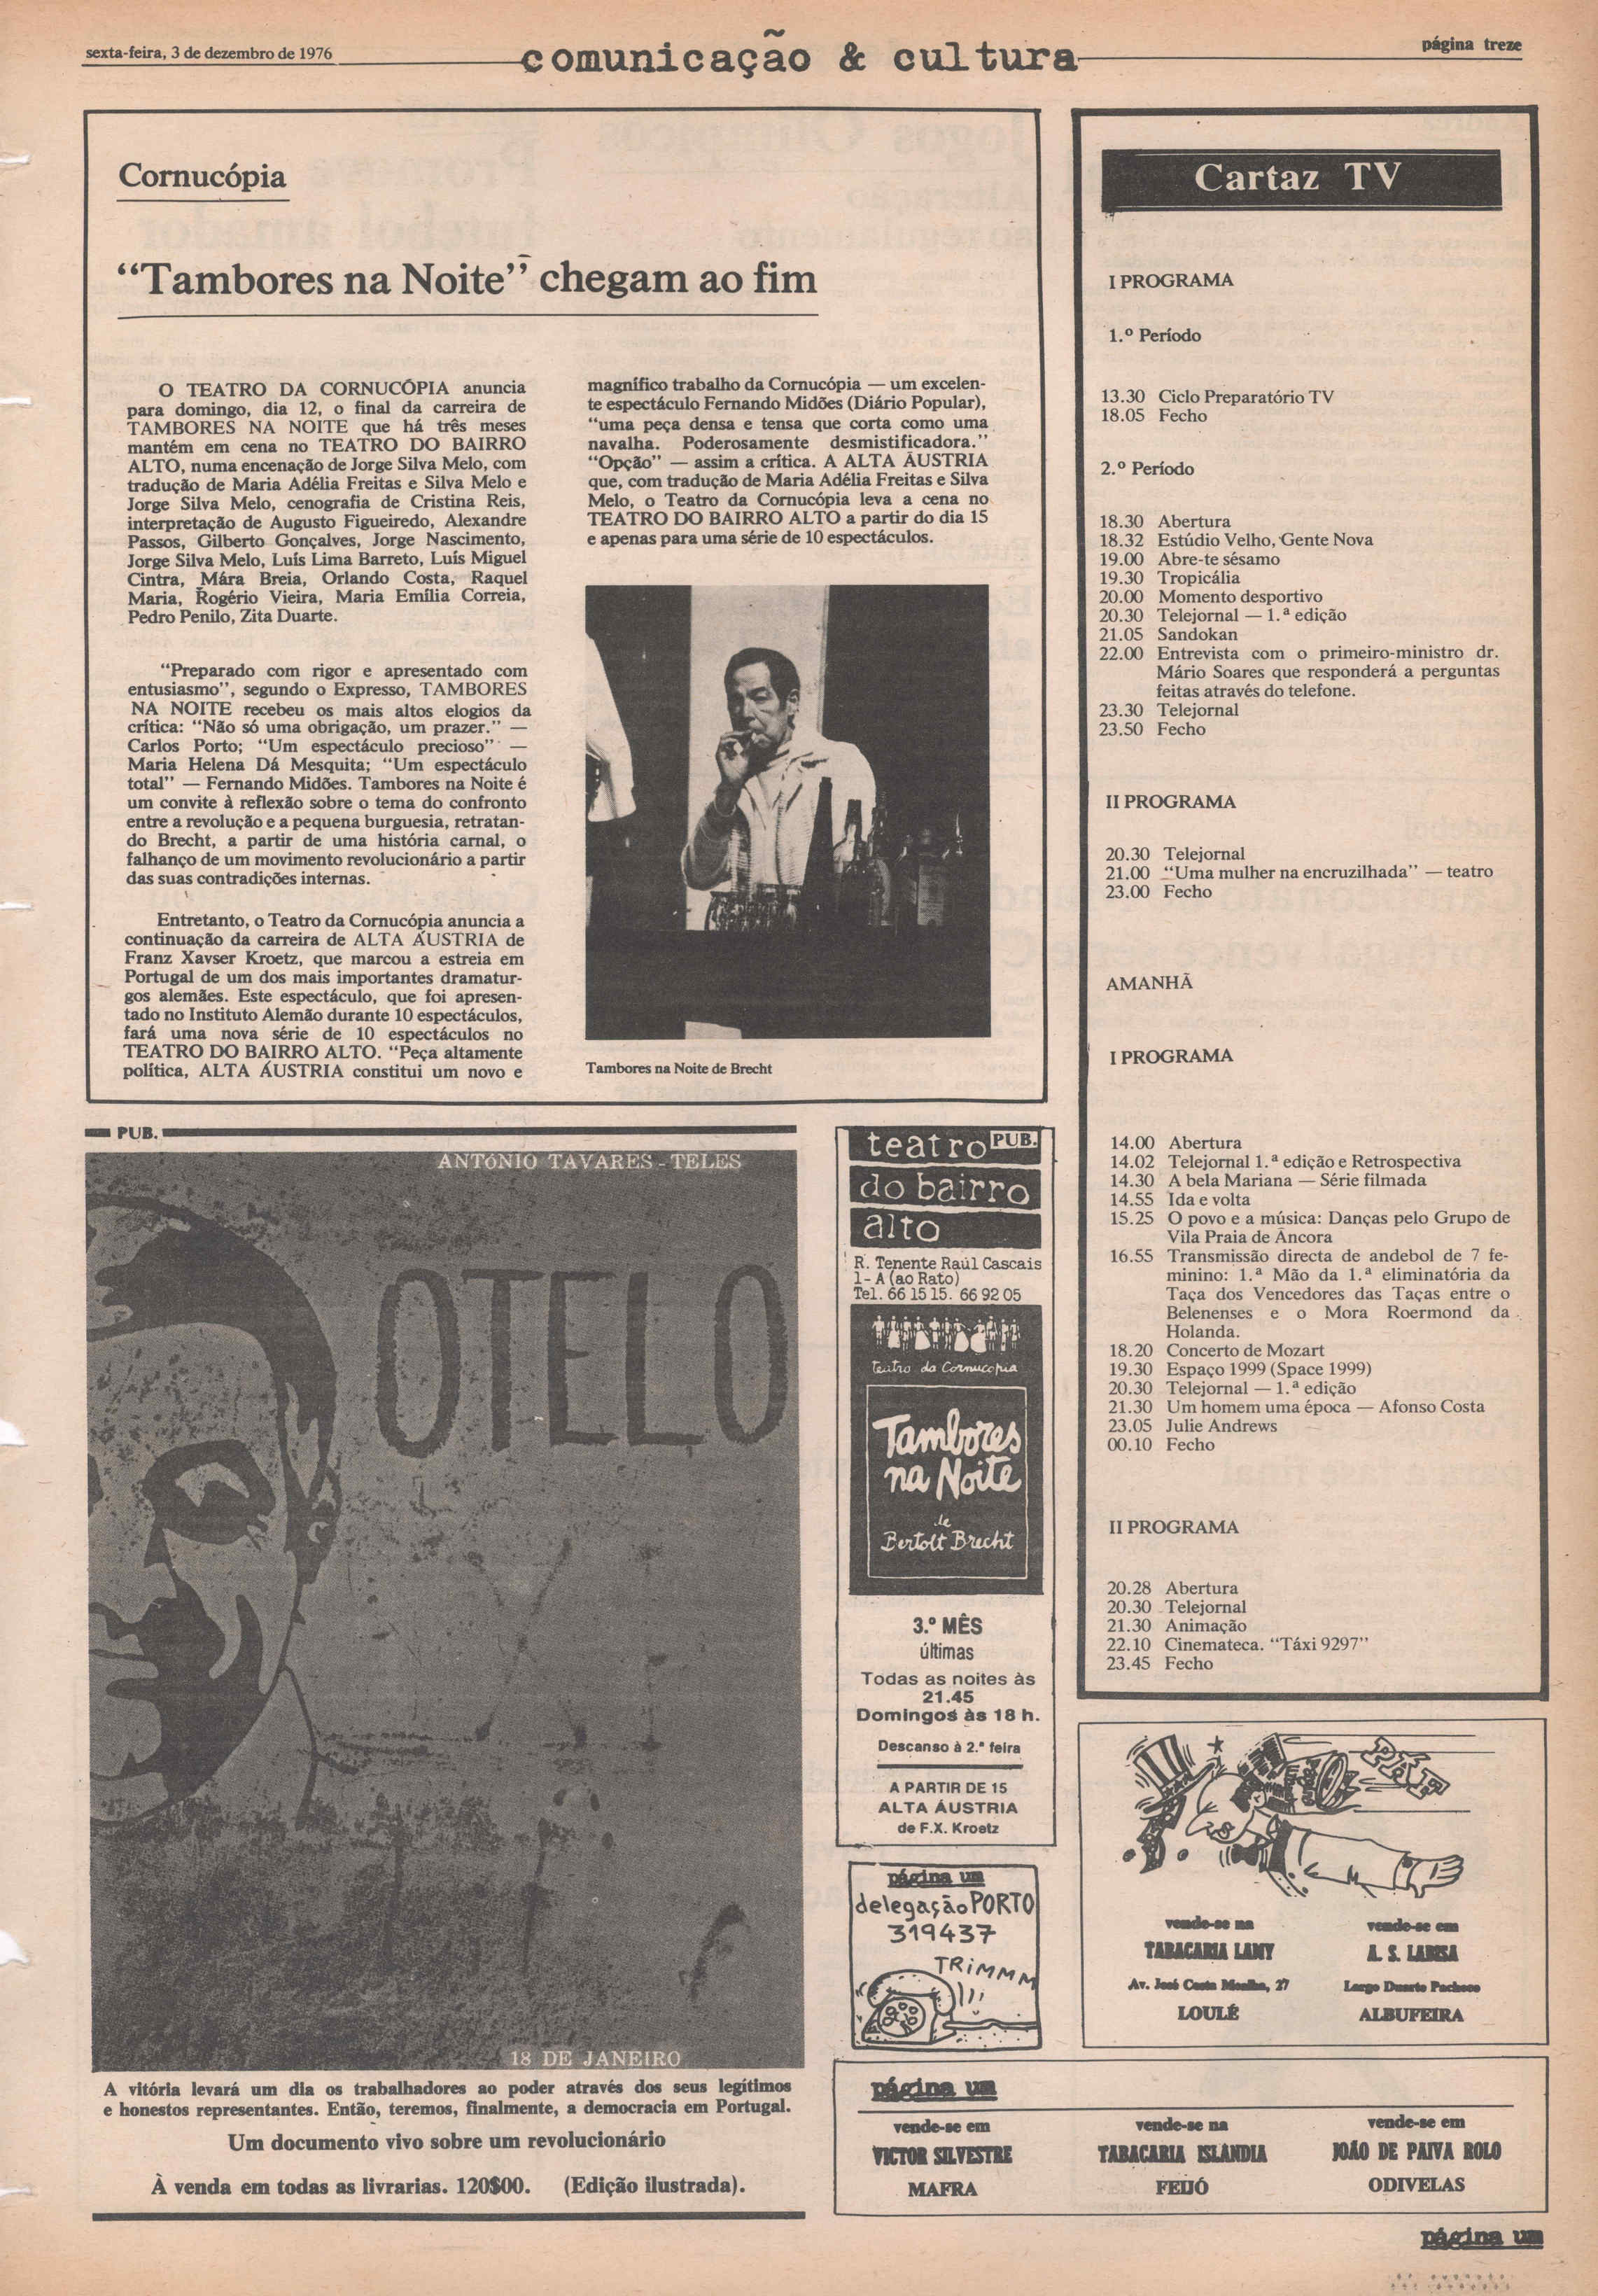 sexta-feira, 3 de dezembro de 1976
comunicação & cultura
página treze
Cornucópia
“Tambores na Noite” chegam ao fim
O TEATRO DA CORNUCÓPIA anuncia
para domingo, dia 12, o final da carreira de
TAMBORES NA NOITE que há três meses
mantém em cena no TEATRO DO BAIRRO
ALTO, numa encenação de Jorge Silva Melo, com
tradução de Maria Adélia Freitas e Silva Melo e
Jorge Silva Melo, cenografia de Cristina Reis,
interpretação de Augusto Figueiredo, Alexandre
Passos, Gilberto Gonçalves, Jorge Nascimento,
Jorge Silva Melo, Luís Lima Barreto, Luís Miguel
Cintra, Mára Breia, Orlando Costa, Raquel
Maria, Rogério Vieira, Maria Emília Correia,
Pedro Penilo, Zita Duarte.
“Preparado com rigor e apresentado com
entusiasmo”, segundo o Expresso, TAMBORES
NA NOITE recebeu os mais altos elogios da
crítica: “Não só uma obrigação, um prazer.” —
Carlos Porto; “Um espectáculo precioso” —
Maria Helena Dá Mesquita; “Um espectáculo
total” — Fernando Midões. Tambores na Noite é
um convite à reflexão sobre o tema do confronto
entre a revolução e a pequena burguesia, retratan-
do Brecht, a partir de uma história carnal, o
falhanço de um movimento revolucionário a partir
das suas contradições internas.
Entretanto, o Teatro da Cornucópia anuncia a
continuação da carreira de ALTA ÁUSTRIA de
Franz Xavser Kroetz, que marcou a estreia em
Portugal de um dos mais importantes dramatur-
gos alemães. Este espectáculo, que foi apresen-
tado no Instituto Alemão durante 10 espectáculos,
fará uma nova série de 10 espectáculos no
TEATRO DO BAIRRO ALTO. “Peça altamente
política, ALTA ÁUSTRIA constitui um novo e
magnífico trabalho da Cornucópia — um excelen-
te espectáculo Fernando Midões (Diário Popular),
“uma peça densa e tensa que corta como uma
navalha. Poderosamente desmistificadora.”
“Opção” — assim a crítica. A ALTA ÁUSTRIA
que, com tradução de Maria Adélia Freitas e Silva
Melo, o Teatro da Cornucópia leva a cena no
TEATRO DO BAIRRO ALTO a partir do dia 15
e apenas para uma série de 10 espectáculos.
Tambores na Noite de Brecht
Cartaz TV
I PROGRAMA
1.º Período
13.30 Ciclo Preparatório TV
18.05 Fecho
2.º Período
18.30 Abertura
18.32 Estúdio Velho, Gente Nova
19.00 Abre-te sésamo
19.30 Tropicália
20.00 Momento desportivo
20.30 Telejornal — 1.ª edição
21.05 Sandokan
22.00 Entrevista com o primeiro-ministro dr.
Mário Soares que responderá a perguntas
feitas através do telefone.
23.30 Telejornal
23.50 Fecho
II PROGRAMA
20.30 Telejornal
21.00 “Uma mulher na encruzilhada” — teatro
23.00 Fecho
AMANHÃ
I PROGRAMA
14.00 Abertura
14.02 Telejornal 1.ª edição e Retrospectiva
14.30 A bela Mariana — Série filmada
14.55 Ida e volta
15.25 O povo e a música: Danças pelo Grupo de
Vila Praia de Âncora
16.55 Transmissão directa de andebol de 7 fe-
minino: 1.ª Mão da 1.ª eliminatória da
Taça dos Vencedores das Taças entre o
Belenenses e o Mora Roermond da
Holanda.
18.20 Concerto de Mozart
19.30 Espaço 1999 (Space 1999)
20.30 Telejornal — 1.ª edição
21.30 Um homem uma época — Afonso Costa
23.05 Julie Andrews
00.10 Fecho
II PROGRAMA
20.28 Abertura
20.30 Telejornal
21.30 Animação
22.10 Cinemateca. “Táxi 9297”
23.45 Fecho
PUB.
ANTÓNIO TAVARES-TELES
OTELO
18 DE JANEIRO
A vitória levará um dia os trabalhadores ao poder através dos seus legítimos
e honestos representantes. Então, teremos, finalmente, a democracia em Portugal.
Um documento vivo sobre um revolucionário
À venda em todas as livrarias. 120$00. (Edição ilustrada).
teatro PUB.
do bairro
alto
R. Tenente Raúl Cascais
1-A (ao Rato)
Tel. 66 15 15. 66 92 05
teatro da Cornucopia
Tambores
na Noite
de
Bertolt Brecht
3.º MÊS
últimas
Todas as noites às
21.45
Domingos às 18 h.
Descanso à 2.ª feira
A PARTIR DE 15
ALTA ÁUSTRIA
de F.X. Kroetz
página um
delegação PORTO
319437
TRIMMM
PÁF
vende-se na
TABACARIA LAMY
Av. José Costa Mealha, 27
LOULÉ
vende-se em
A. S. LABISA
Largo Duarte Pacheco
ALBUFEIRA
página um
vende-se em
VICTOR SILVESTRE
MAFRA
vende-se na
TABACARIA ISLÂNDIA
FEIJÓ
vende-se em
JOÃO DE PAIVA ROLO
ODIVELAS
página um